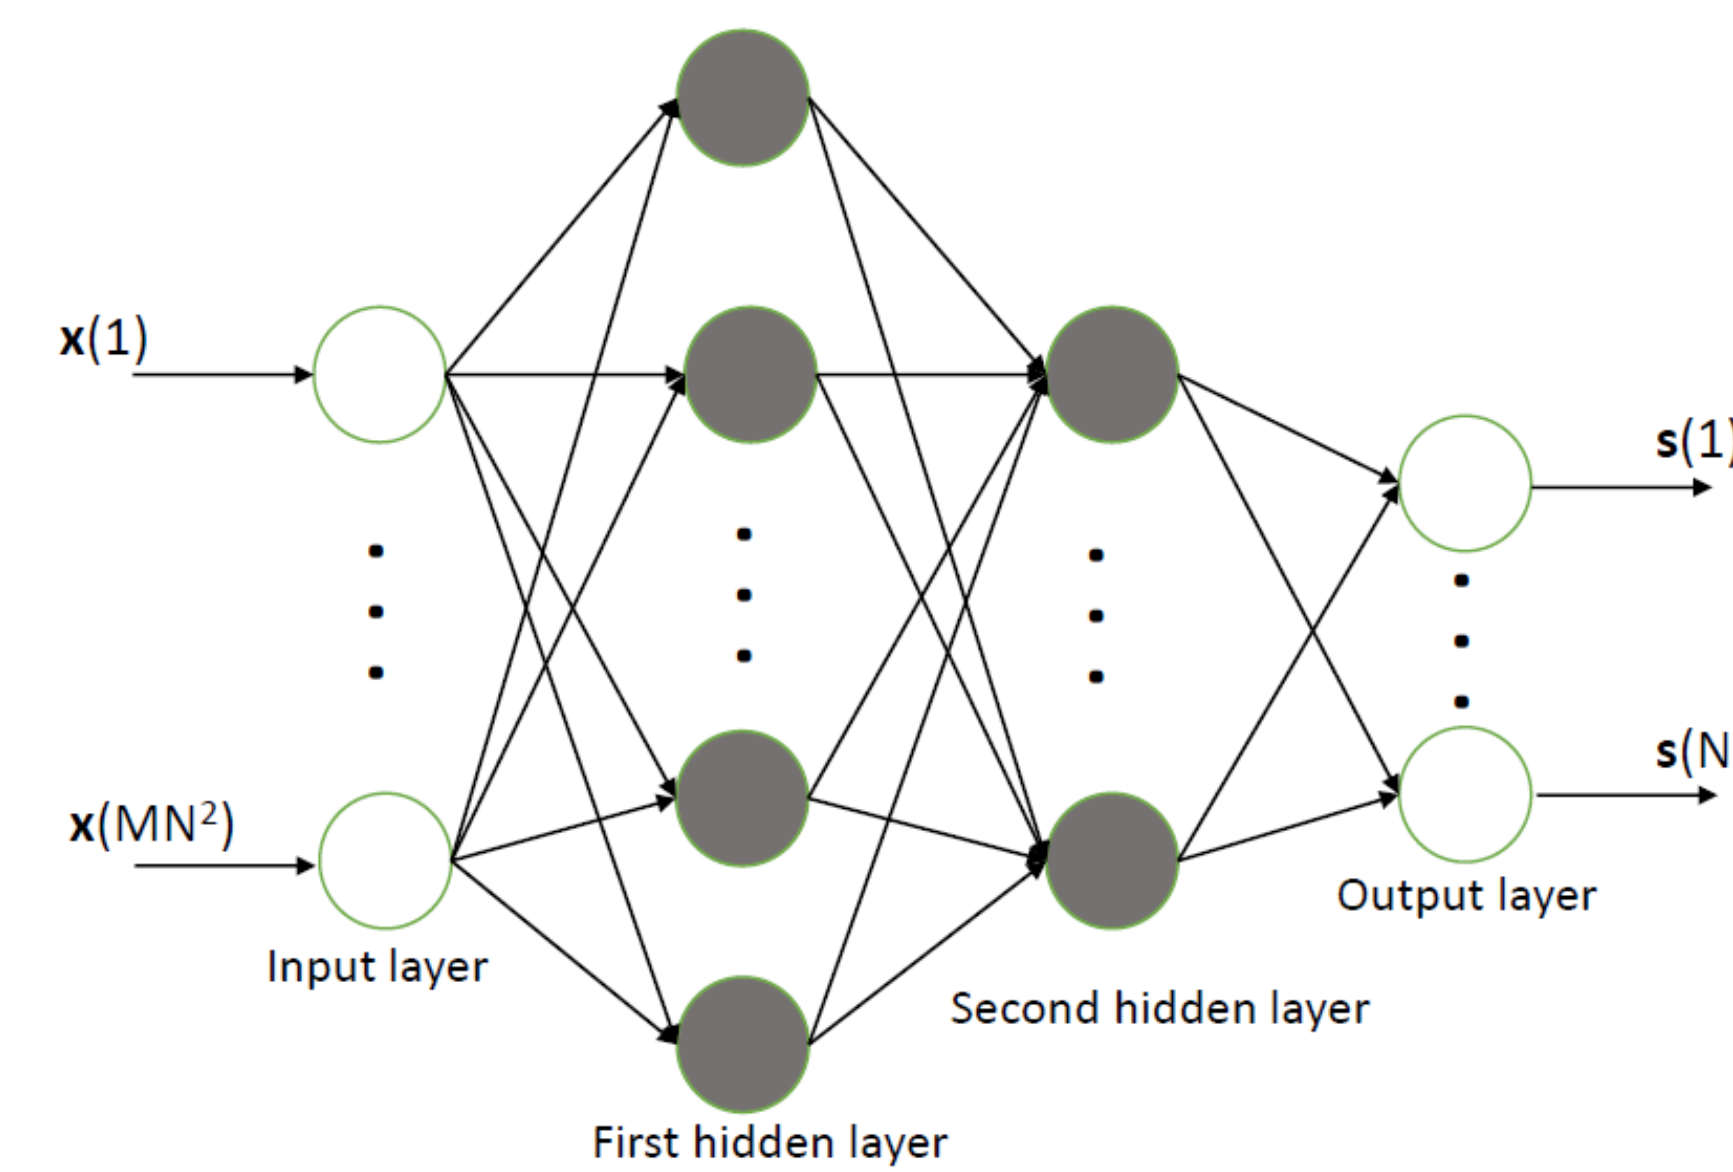 x(1)
s(1)
x(MN²)
s(N
Output layer
Input layer
Second hidden layer
First hidden layer